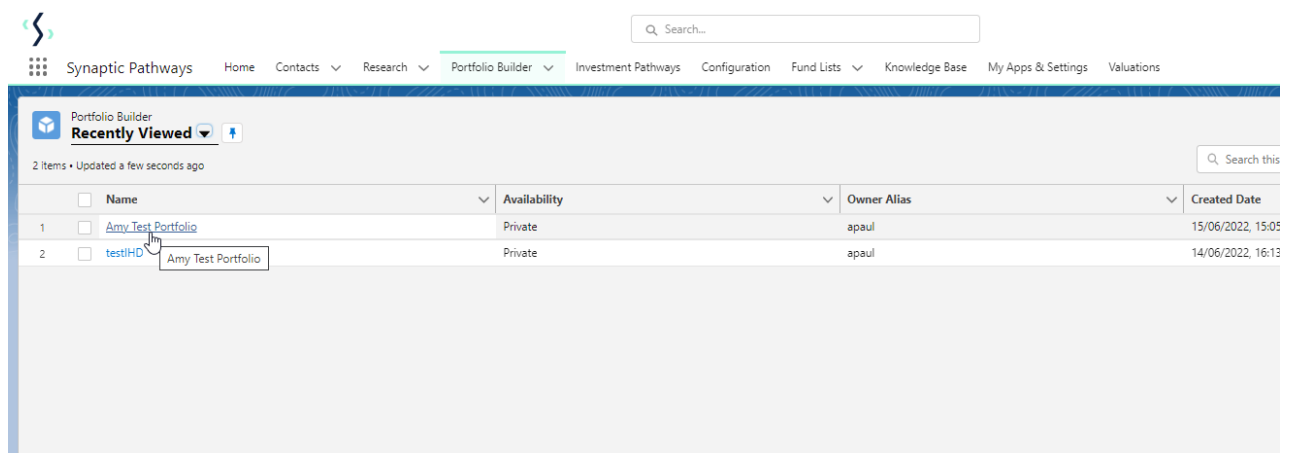 Search...
Synaptic Pathways Home Contacts Research Portfolio Builder Investment Pathways Configuration Fund Lists Knowledge Base My Apps & Settings Valuations
Portfolio Builder
Recently Viewed
2 items • Updated a few seconds ago
Search this
Name Availability Owner Alias Created Date
1 Amy Test Portfolio Private apaul 15/06/2022, 15:05
2 testIHD Private apaul 14/06/2022, 16:13
Amy Test Portfolio